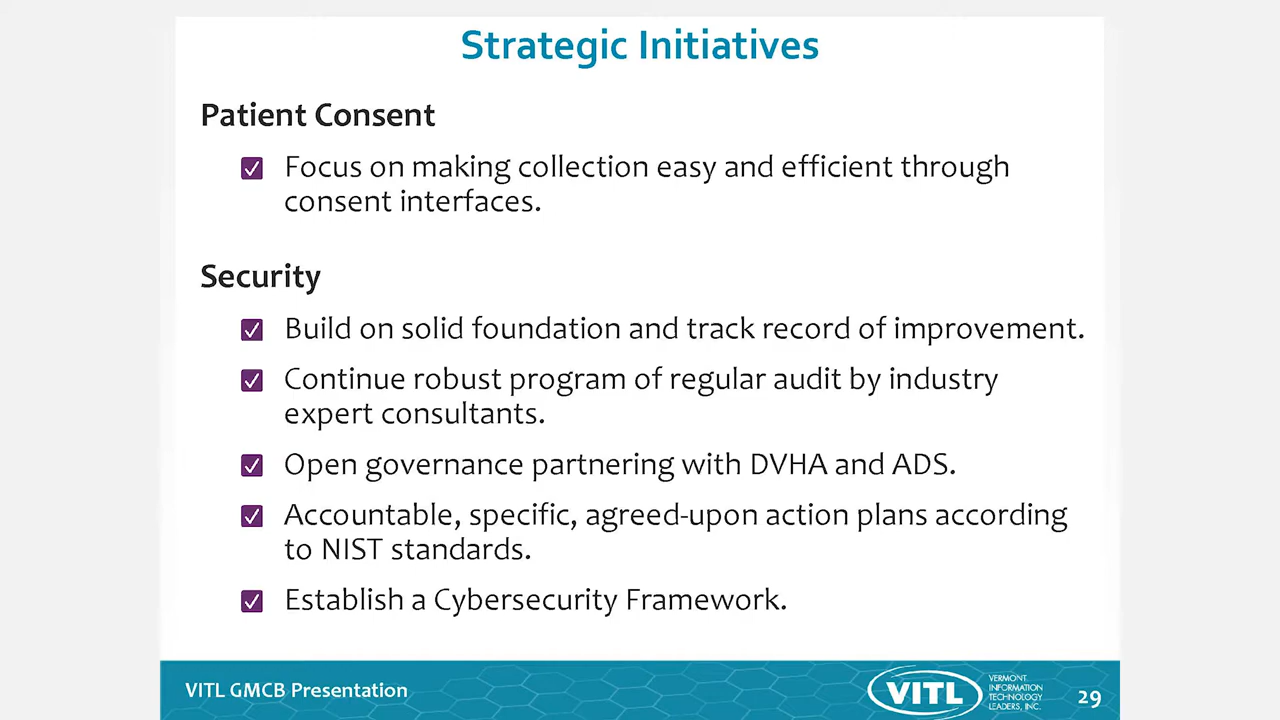 Strategic Initiatives
Patient Consent
Focus on making collection easy and efficient through
consent interfaces.
Security
Build on solid foundation and track record of improvement.
Continue robust program of regular audit by industry
expert consultants.
Open governance partnering with DVHA and ADS.
Accountable, specific, agreed-upon action plans according
to NIST standards.
Establish a Cybersecurity Framework.
VITL GMCB Presentation
VITL
VERMONT
INFORMATION
TECHNOLOGY
LEADERS, INC.
29